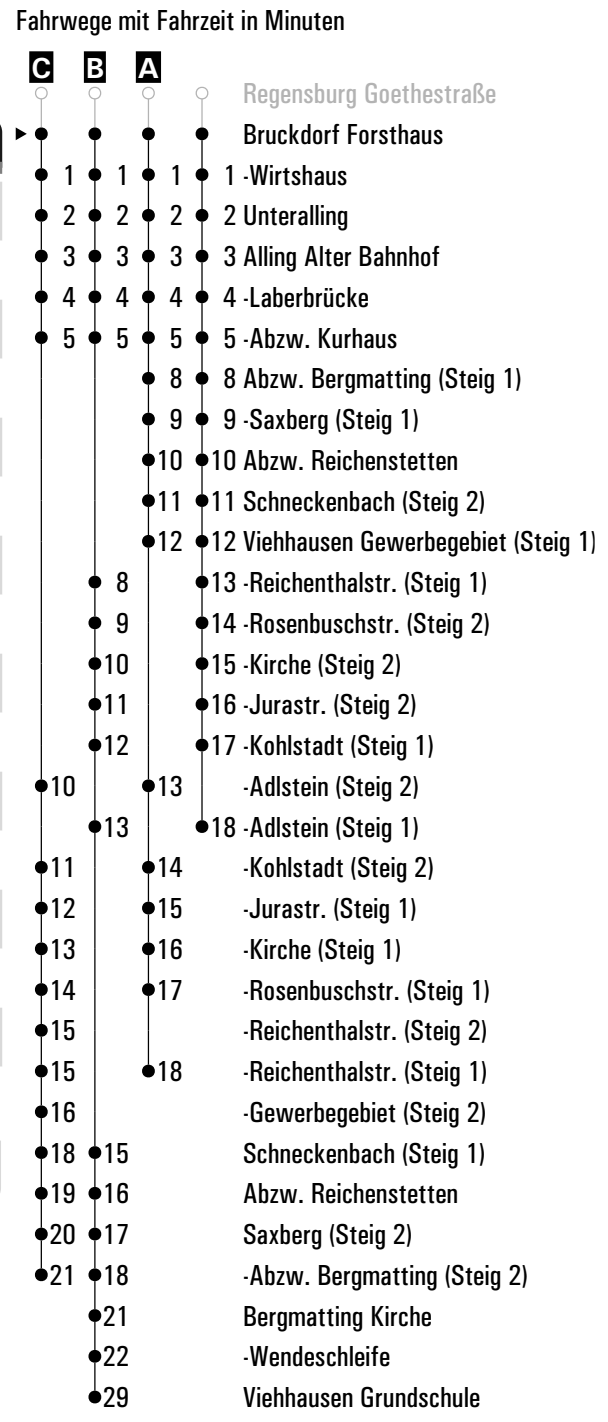 Fahrwege mit Fahrzeit in Minuten
C B A
Regensburg Goethestraße
Bruckdorf Forsthaus
1 1 1 1 -Wirtshaus
2 2 2 2 Unteralling
3 3 3 3 Alling Alter Bahnhof
4 4 4 4 -Laberbrücke
5 5 5 5 -Abzw. Kurhaus
8 8 Abzw. Bergmatting (Steig 1)
9 9 -Saxberg (Steig 1)
10 10 Abzw. Reichenstetten
11 11 Schneckenbach (Steig 2)
12 12 Viehhausen Gewerbegebiet (Steig 1)
8 13 -Reichenthalstr. (Steig 1)
9 14 -Rosenbuschstr. (Steig 2)
10 15 -Kirche (Steig 2)
11 16 -Jurastr. (Steig 2)
12 17 -Kohlstadt (Steig 1)
10 13 -Adlstein (Steig 2)
13 18 -Adlstein (Steig 1)
11 14 -Kohlstadt (Steig 2)
12 15 -Jurastr. (Steig 1)
13 16 -Kirche (Steig 1)
14 17 -Rosenbuschstr. (Steig 1)
15 -Reichenthalstr. (Steig 2)
15 18 -Reichenthalstr. (Steig 1)
16 -Gewerbegebiet (Steig 2)
18 15 Schneckenbach (Steig 1)
19 16 Abzw. Reichenstetten
20 17 Saxberg (Steig 2)
21 18 -Abzw. Bergmatting (Steig 2)
21 Bergmatting Kirche
22 -Wendeschleife
29 Viehhausen Grundschule